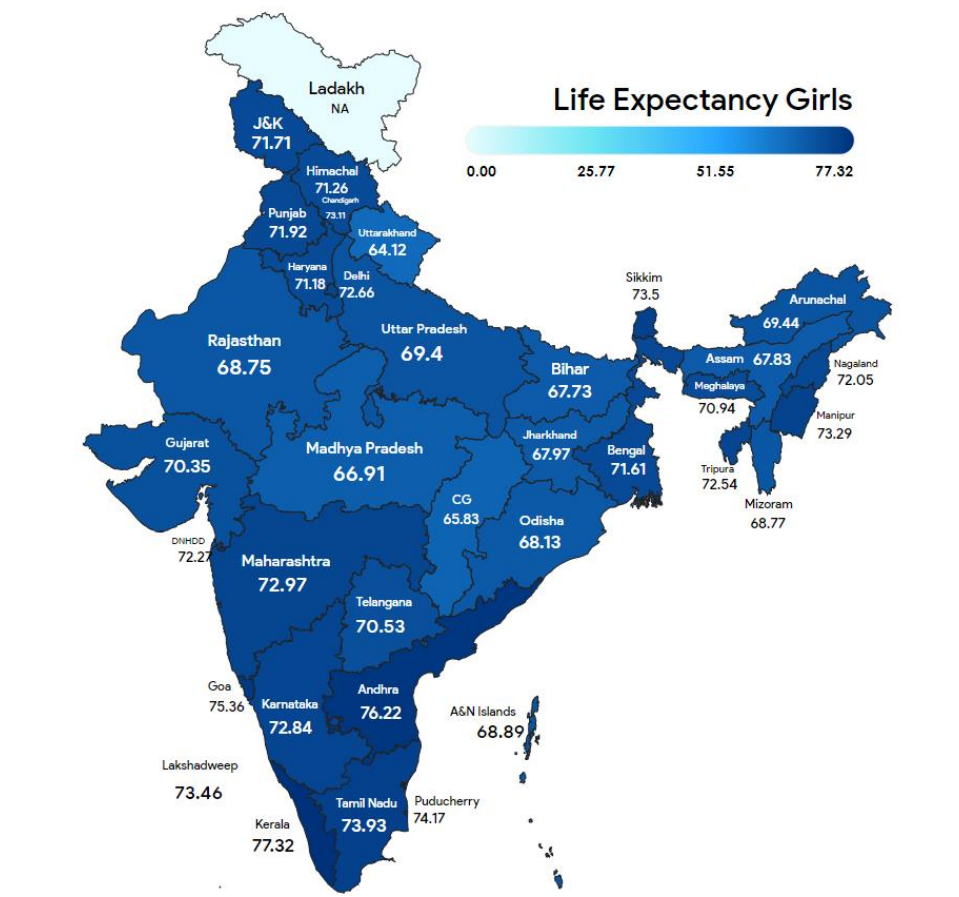 Life Expectancy Girls
0.00 25.77 51.55 77.32
Ladakh
NA
J&K
71.71
Himachal
71.26
Chandigarh
73.11
Punjab
71.92
Uttarakhand
64.12
Haryana
71.18
Delhi
72.66
Rajasthan
68.75
Uttar Pradesh
69.4
Bihar
67.73
Sikkim
73.5
Arunachal
69.44
Assam 67.83
Nagaland
72.05
Meghalaya
70.94
Manipur
73.29
Tripura
72.54
Mizoram
68.77
Gujarat
70.35
Madhya Pradesh
66.91
Jharkhand
67.97
Bengal
71.61
CG
65.83
Odisha
68.13
DNHDD
72.27
Maharashtra
72.97
Telangana
70.53
Goa
75.36
Karnataka
72.84
Andhra
76.22
A&N Islands
68.89
Lakshadweep
73.46
Kerala
77.32
Tamil Nadu
73.93
Puducherry
74.17